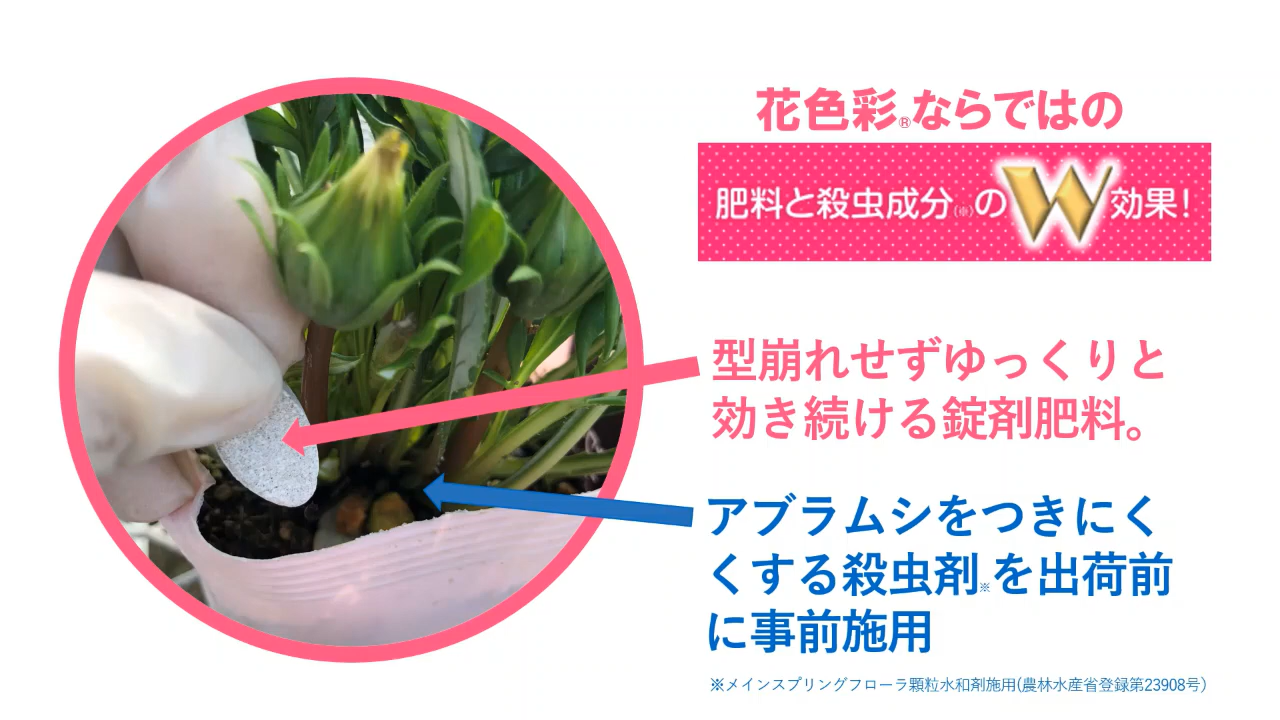 花色彩®ならではの
肥料と殺虫成分(※)のW効果!
型崩れせずゆっくりと
効き続ける錠剤肥料。
アブラムシをつきにく
くする殺虫剤※を出荷前
に事前施用
※メインスプリングフローラ顆粒水和剤施用(農林水産省登録第23908号)